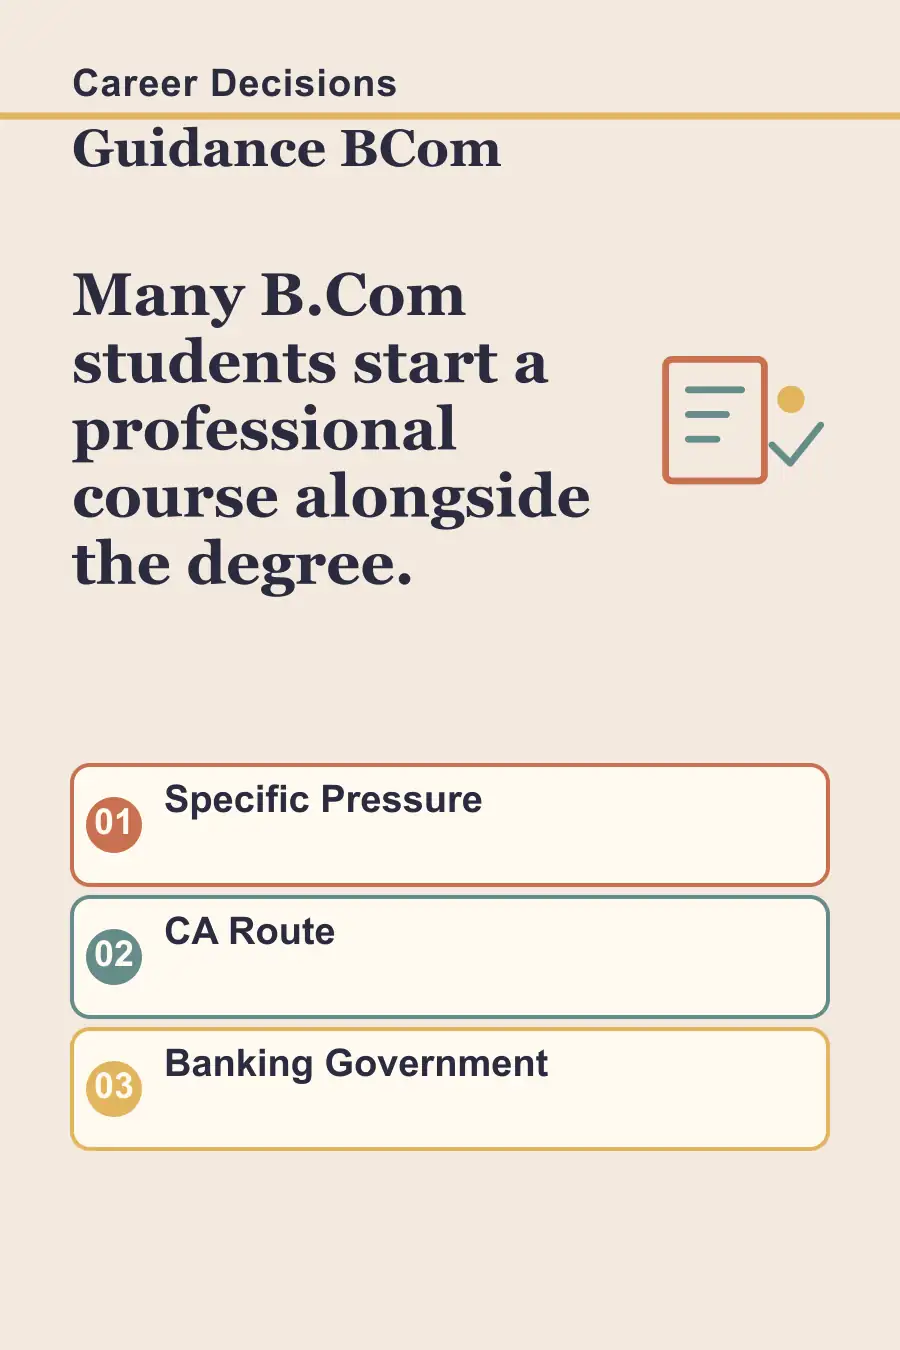 Career Decisions
Guidance BCom
Many B.Com
students start a
professional
course alongside
the degree.
01 Specific Pressure
02 CA Route
03 Banking Government